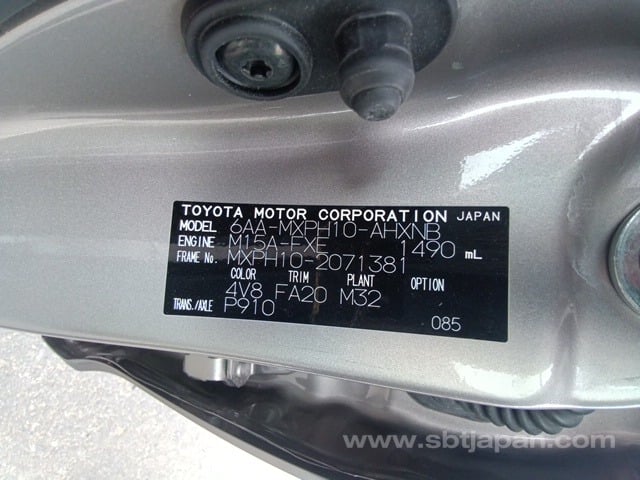 TOYOTA MOTOR CORPORATION JAPAN
MODEL 6AA-MXPH10-AHXNB
ENGINE M15A-FXE 1490 mL
FRAME No. MXPH10-2071381
COLOR TRIM PLANT OPTION
4V8 FA20 M32
TRANS./AXLE P910
085
www.sbtjapan.com